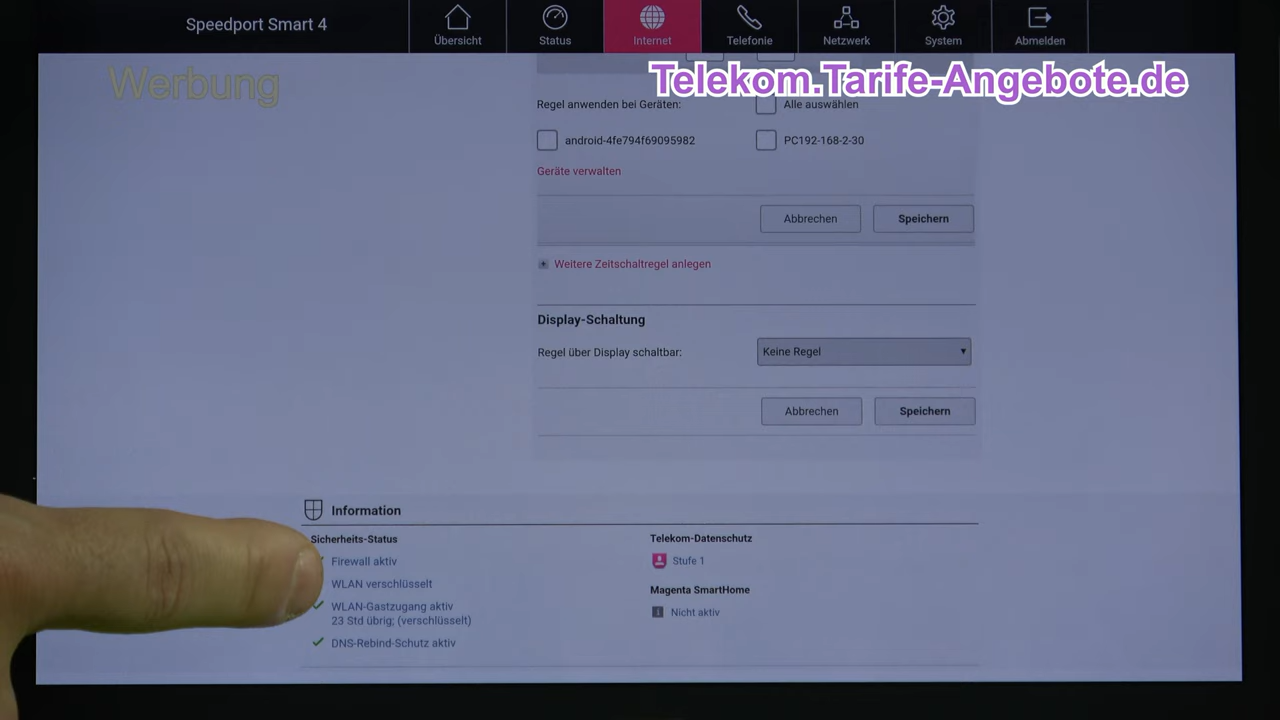 Speedport Smart 4
Übersicht
Status
Internet
Telefonie
Netzwerk
System
Abmelden
Werbung
Telekom.Tarife-Angebote.de
Regel anwenden bei Geräten:
Alle auswählen
android-4fe794f69095982
PC192-168-2-30
Geräte verwalten
Abbrechen
Speichern
Weitere Zeitschaltregel anlegen
Display-Schaltung
Regel über Display schaltbar:
Keine Regel
Abbrechen
Speichern
Information
Sicherheits-Status
Firewall aktiv
WLAN verschlüsselt
WLAN-Gastzugang aktiv
23 Std übrig; (verschlüsselt)
DNS-Rebind-Schutz aktiv
Telekom-Datenschutz
Stufe 1
Magenta SmartHome
Nicht aktiv